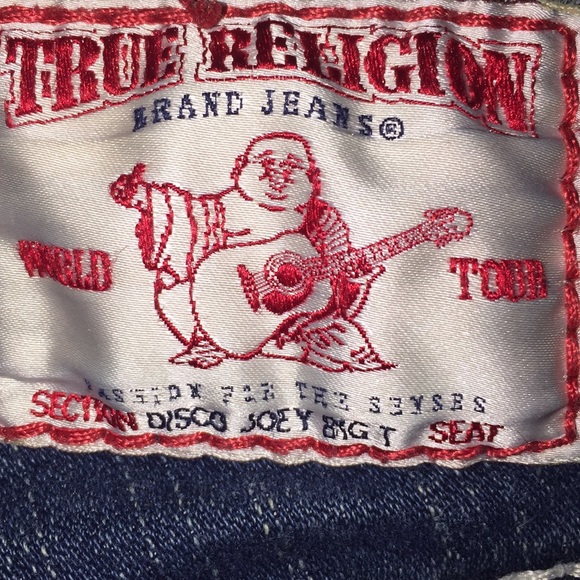 TRUE RELIGION
BRAND JEANS®
WORLD TOUR
FASHION FOR THE SENSES
SECTION DISCO JOEY BIG T SEAT